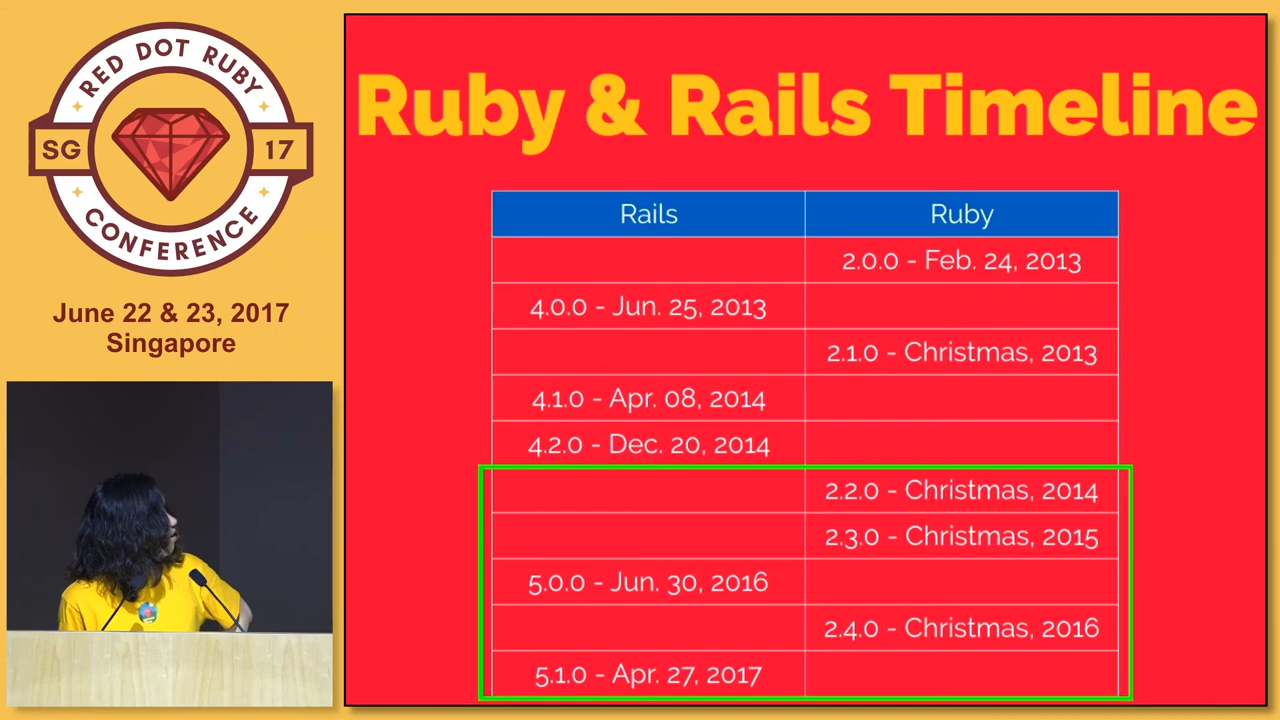 RED DOT RUBY
SG 17
CONFERENCE
June 22 & 23, 2017
Singapore
Ruby & Rails Timeline
Rails Ruby
2.0.0 - Feb. 24, 2013
4.0.0 - Jun. 25, 2013
2.1.0 - Christmas, 2013
4.1.0 - Apr. 08, 2014
4.2.0 - Dec. 20, 2014
2.2.0 - Christmas, 2014
2.3.0 - Christmas, 2015
5.0.0 - Jun. 30, 2016
2.4.0 - Christmas, 2016
5.1.0 - Apr. 27, 2017